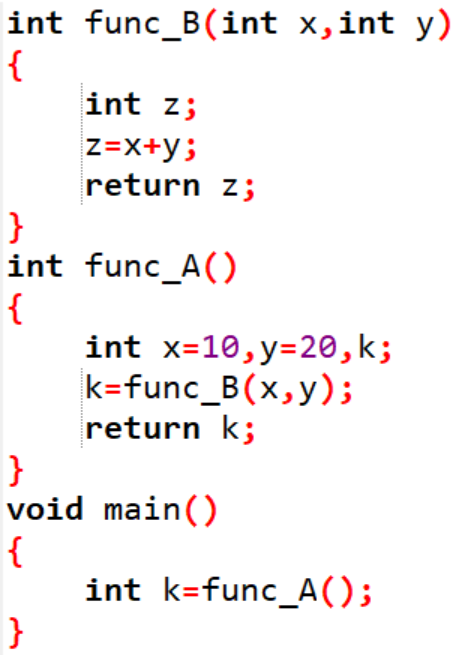 int func_B(int x,int y)
{
    int z;
    z=x+y;
    return z;
}
int func_A()
{
    int x=10,y=20,k;
    k=func_B(x,y);
    return k;
}
void main()
{
    int k=func_A();
}